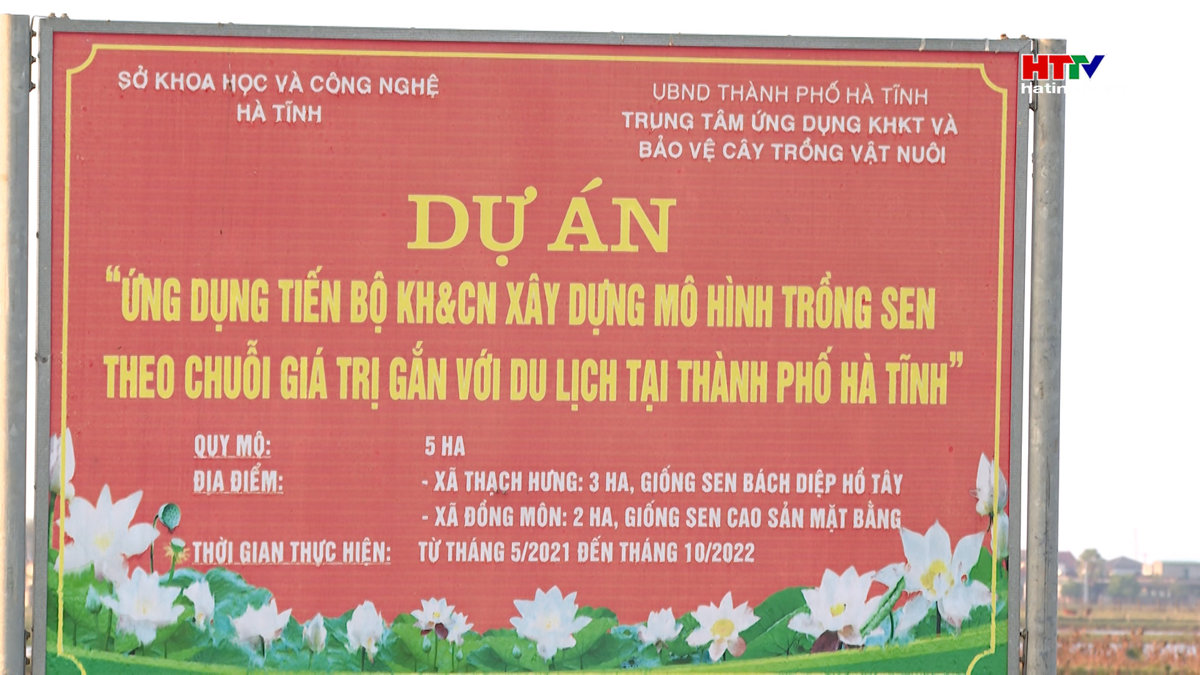 HTTV
SỞ KHOA HỌC VÀ CÔNG NGHỆ
HÀ TĨNH
UBND THÀNH PHỐ HÀ TĨNH
TRUNG TÂM ỨNG DỤNG KHKT VÀ
BẢO VỆ CÂY TRỒNG VẬT NUÔI
DỰ ÁN
“ỨNG DỤNG TIẾN BỘ KH&CN XÂY DỰNG MÔ HÌNH TRỒNG SEN
THEO CHUỖI GIÁ TRỊ GẮN VỚI DU LỊCH TẠI THÀNH PHỐ HÀ TĨNH”
QUY MÔ: 5 HA
ĐỊA ĐIỂM: - XÃ THẠCH HƯNG: 3 HA, GIỐNG SEN BÁCH DIỆP HỒ TÂY
- XÃ ĐỒNG MÔN: 2 HA, GIỐNG SEN CAO SẢN MẶT BẰNG
THỜI GIAN THỰC HIỆN: TỪ THÁNG 5/2021 ĐẾN THÁNG 10/2022